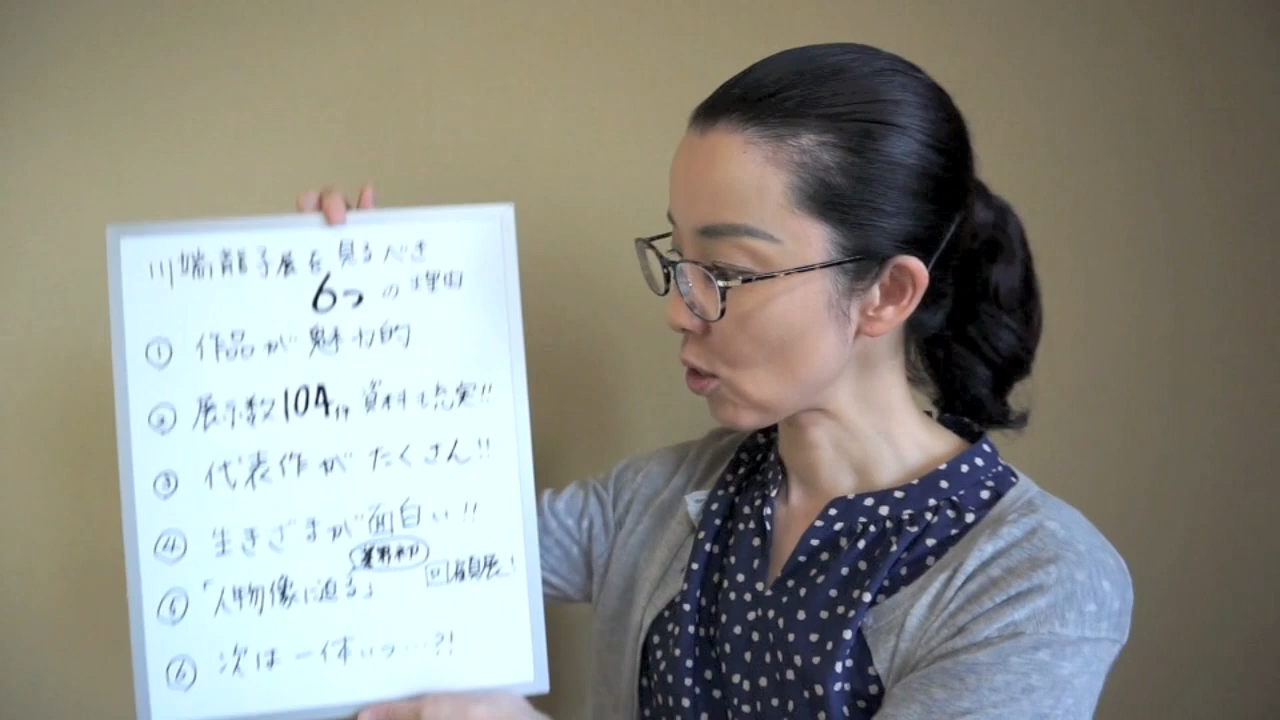 川端龍子展を見るべき
6つの理由
① 作品が魅力的
② 展示数104件 資料も充実!!
③ 代表作がたくさん!!
④ 生きざまが面白い!!
⑤ 「人物像に迫る」
回顧展!
⑥ 次は一体いつ…?!